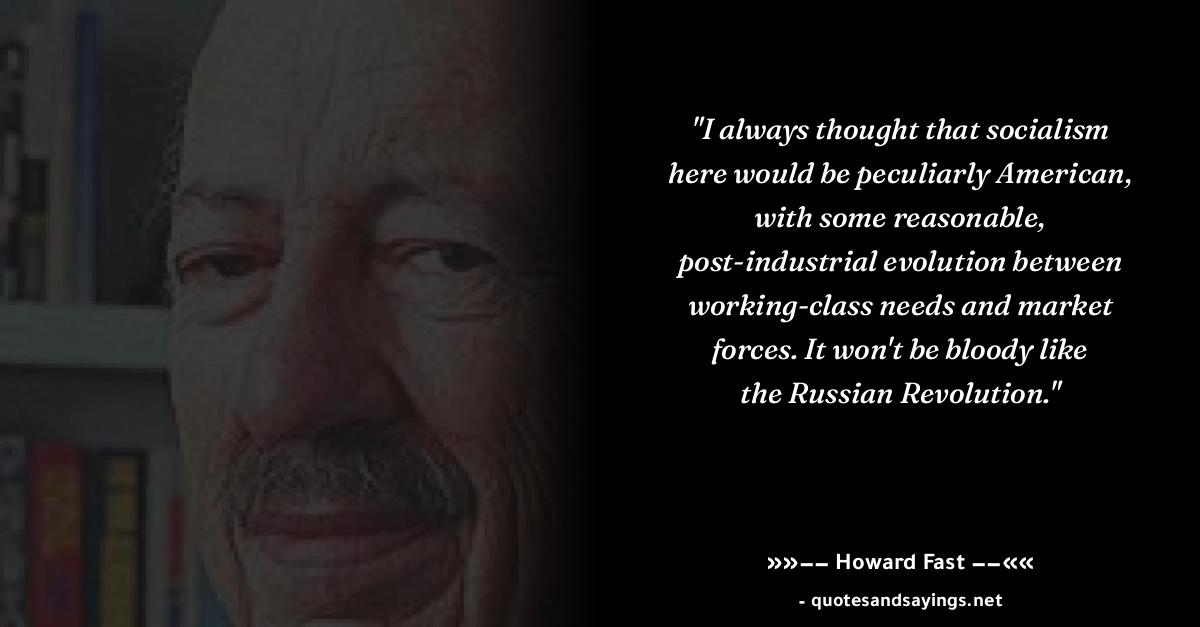 "I always thought that socialism
here would be peculiarly American,
with some reasonable,
post-industrial evolution between
working-class needs and market
forces. It won't be bloody like
the Russian Revolution."
»»–– Howard Fast ––««
- quotesandsayings.net